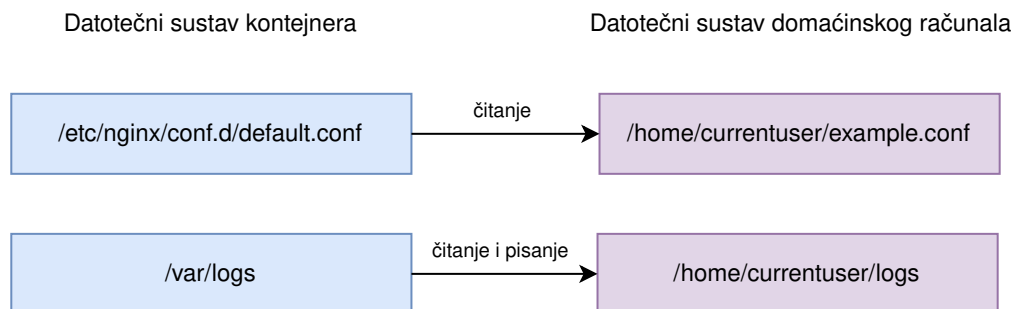 Datotečni sustav kontejnera
Datotečni sustav domaćinskog računala
/etc/nginx/conf.d/default.conf
čitanje
/home/currentuser/example.conf
/var/logs
čitanje i pisanje
/home/currentuser/logs